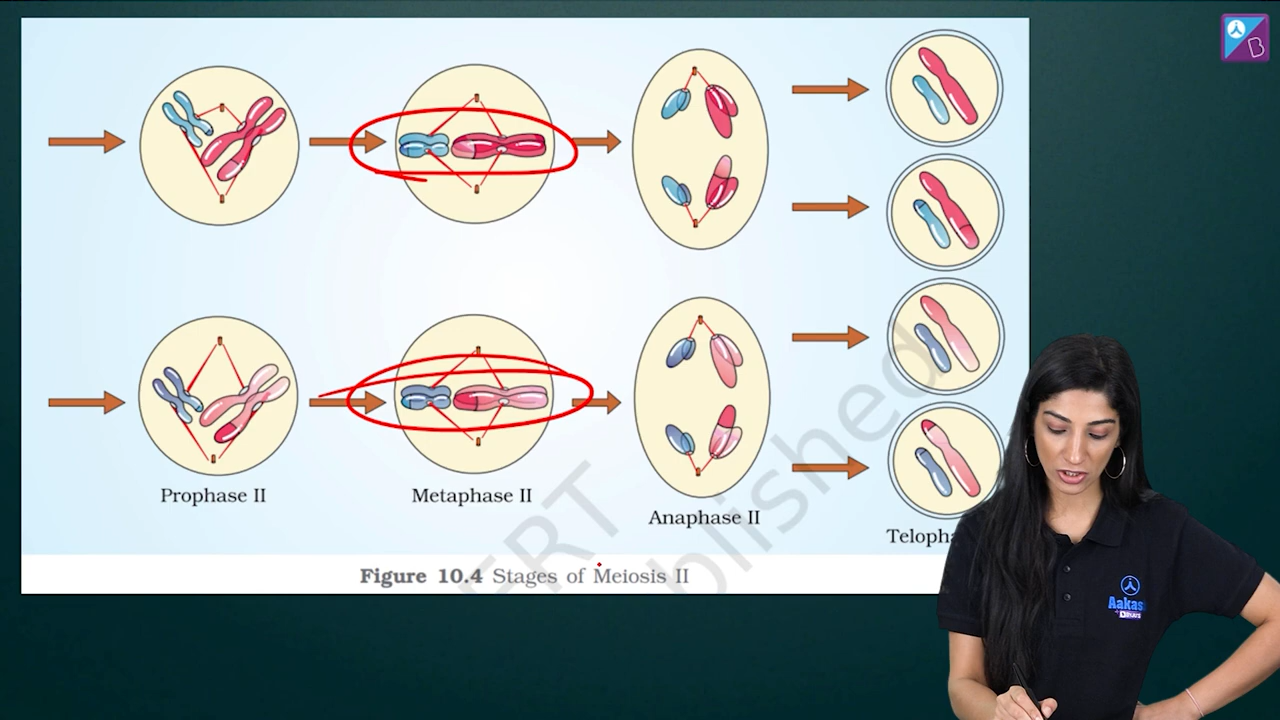 Prophase II
Metaphase II
Anaphase II
Figure 10.4 Stages of Meiosis II
B